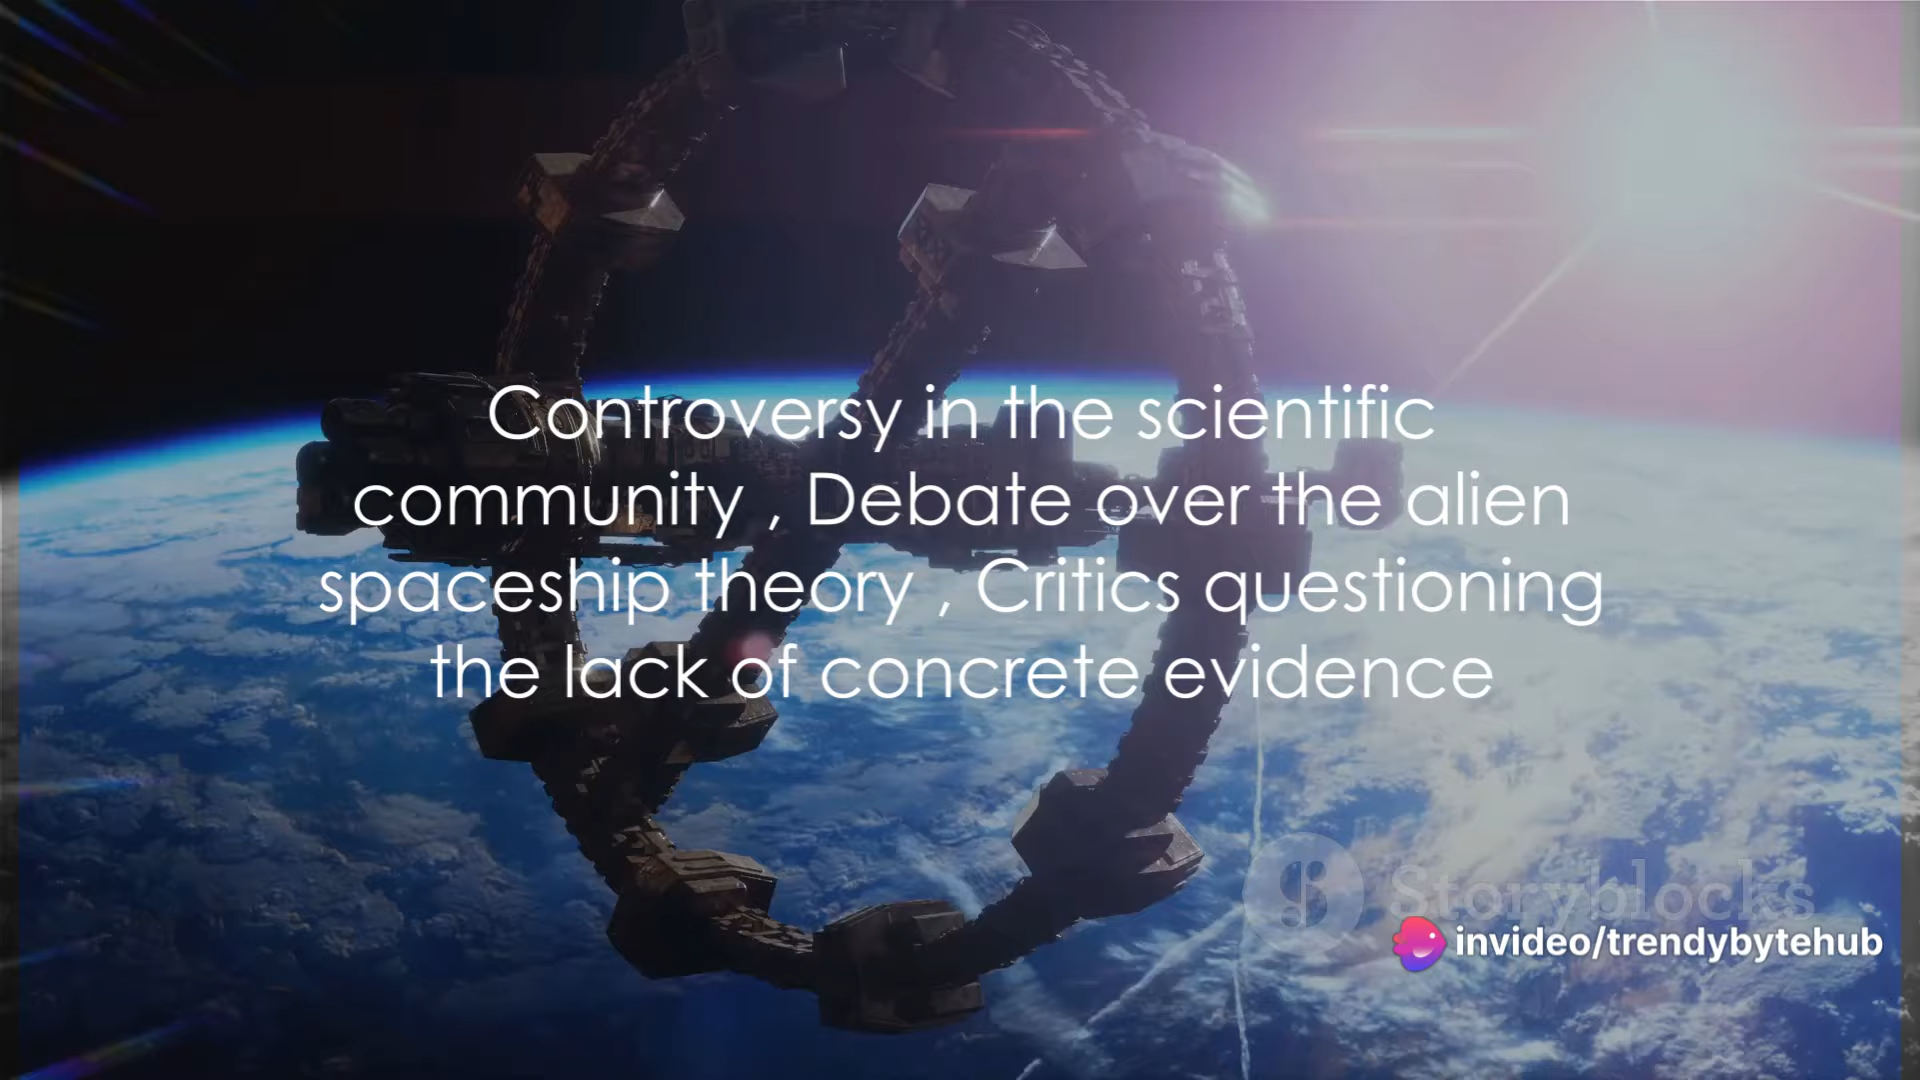 Controversy in the scientific
community , Debate over the alien
spaceship theory , Critics questioning
the lack of concrete evidence
Storyblocks
invideo/trendybytehub